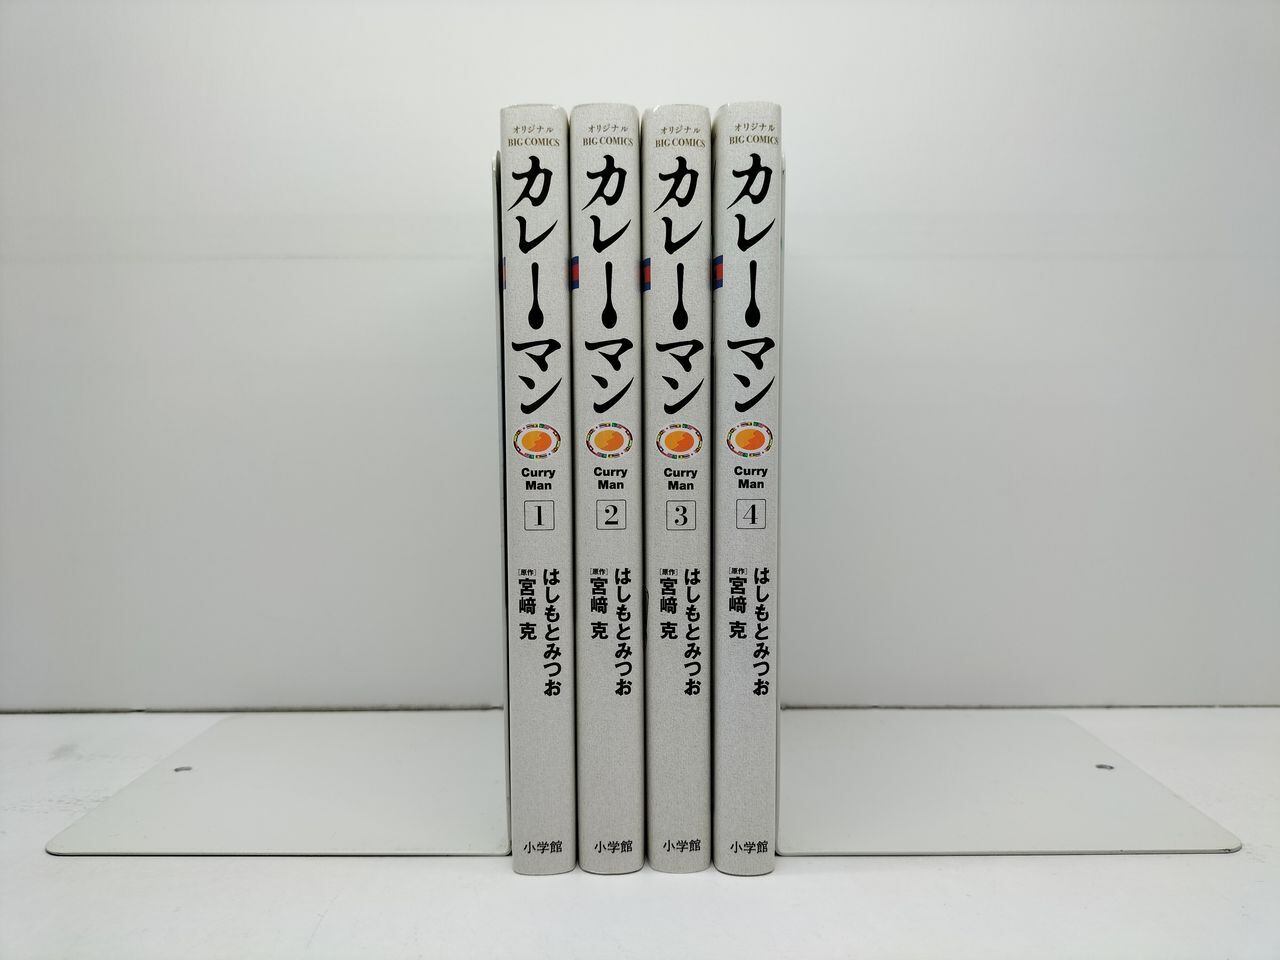 オリジナル
BIG COMICS
カレーマン
Curry
Man
1
はしもとみつお
[原作]宮﨑 克
小学館
オリジナル
BIG COMICS
カレーマン
Curry
Man
2
はしもとみつお
[原作]宮﨑 克
小学館
オリジナル
BIG COMICS
カレーマン
Curry
Man
3
はしもとみつお
[原作]宮﨑 克
小学館
オリジナル
BIG COMICS
カレーマン
Curry
Man
4
はしもとみつお
[原作]宮﨑 克
小学館